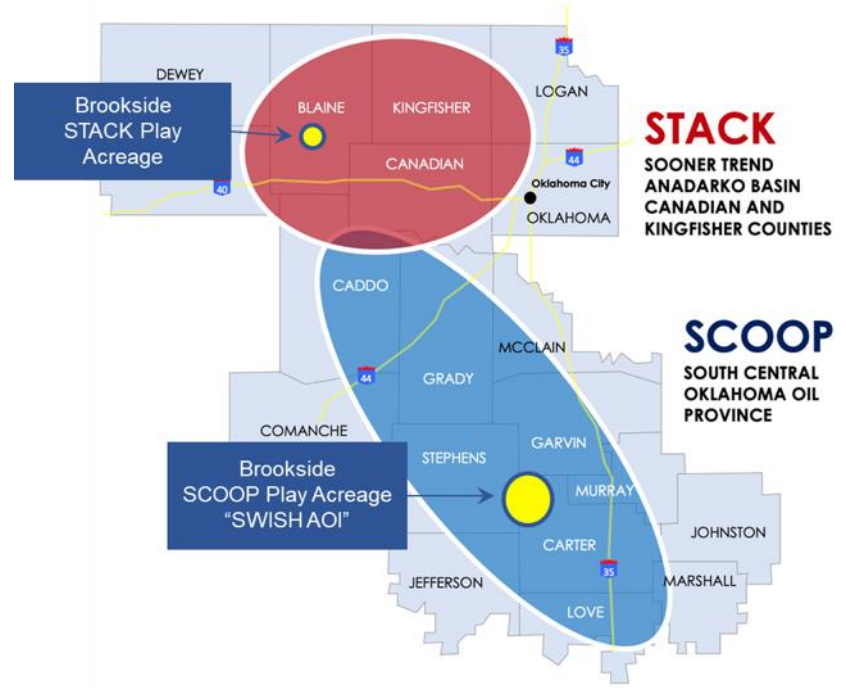 35
DEWEY
LOGAN
Brookside
STACK Play
Acreage
BLAINE
KINGFISHER
CANADIAN
44
40
Oklahoma City
OKLAHOMA
STACK
SOONER TREND
ANADARKO BASIN
CANADIAN AND
KINGFISHER COUNTIES
CADDO
MCCLAIN
44
GRADY
SCOOP
SOUTH CENTRAL
OKLAHOMA OIL
PROVINCE
COMANCHE
STEPHENS
GARVIN
Brookside
SCOOP Play Acreage
“SWISH AOI”
MURRAY
JOHNSTON
CARTER
35
JEFFERSON
MARSHALL
LOVE